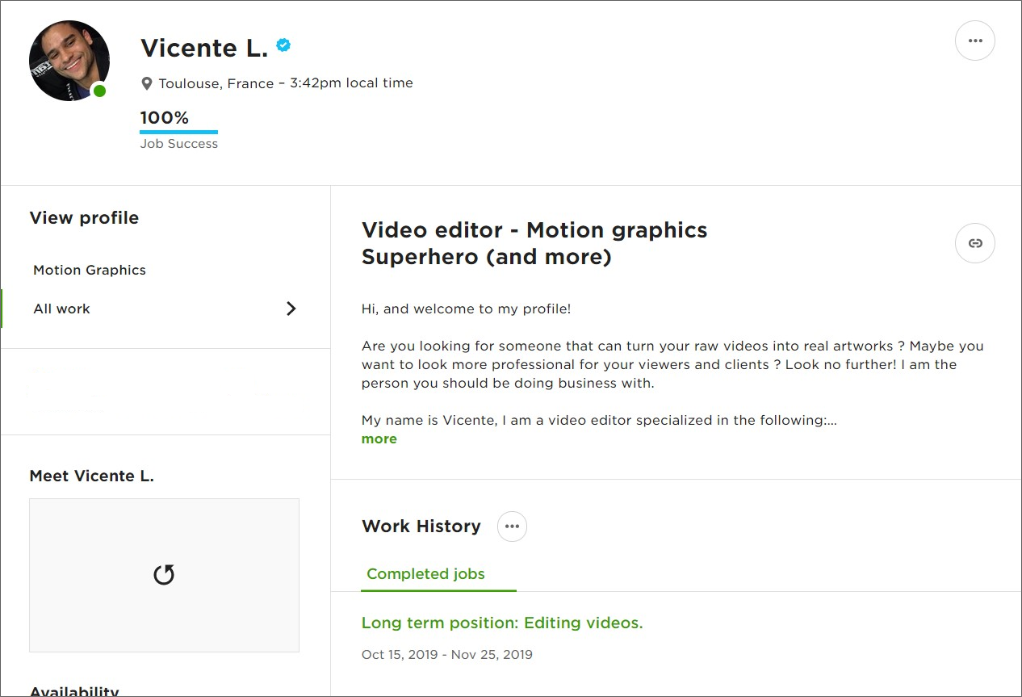 Vicente L.
Toulouse, France – 3:42pm local time
100%
Job Success
View profile
Motion Graphics
All work
Meet Vicente L.
Availability
Video editor - Motion graphics
Superhero (and more)
Hi, and welcome to my profile!
Are you looking for someone that can turn your raw videos into real artworks ? Maybe you
want to look more professional for your viewers and clients ? Look no further! I am the
person you should be doing business with.
My name is Vicente, I am a video editor specialized in the following:...
more
Work History
Completed jobs
Long term position: Editing videos.
Oct 15, 2019 - Nov 25, 2019